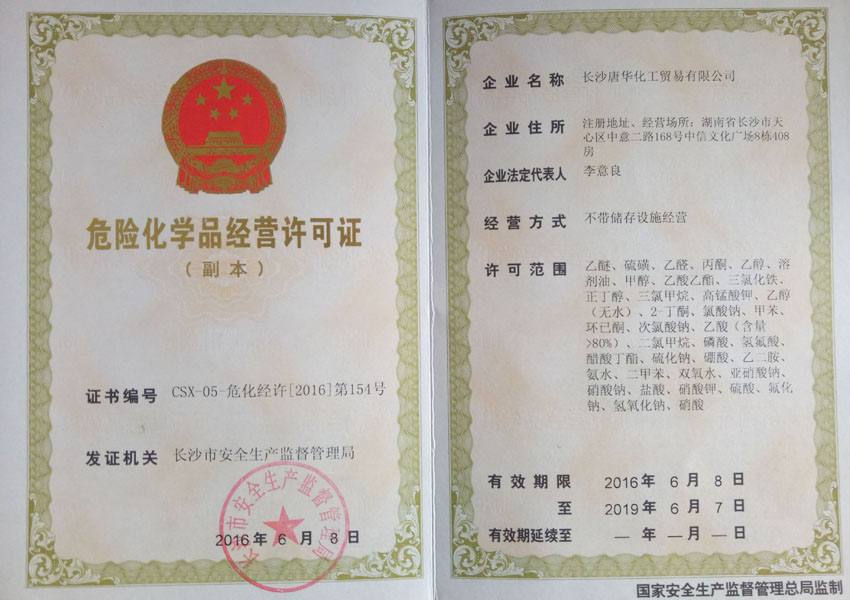 危险化学品经营许可证
（副本）
证书编号 CSX-05-危化经许[2016]第154号
发证机关 长沙市安全生产监督管理局
长沙市安全生产监督管理局
2016年 6 月 8 日
企业名称 长沙唐华化工贸易有限公司
企业住所 注册地址、经营场所：湖南省长沙市天
心区中意二路168号中信文化广场8栋408
房
企业法定代表人 李意良
经营方式 不带储存设施经营
许可范围 乙醚、硫磺、乙醛、丙酮、乙醇、溶
剂油、甲醇、乙酸乙酯、三氯化铁、
正丁醇、三氯甲烷、高锰酸钾、乙醇
（无水）、2-丁酮、氯酸钠、甲苯、
环已酮、次氯酸钠、乙酸（含量
>80%）、二氯甲烷、磷酸、氢氟酸、
醋酸丁酯、硫化钠、硼酸、乙二胺、
氨水、二甲苯、双氧水、亚硝酸钠、
硝酸钠、盐酸、硝酸钾、硫酸、氟化
钠、氢氧化钠、硝酸
有效期限 2016年 6 月 8 日
至 2019年 6 月 7 日
有效期延续至 —年 —月 —日
国家安全生产监督管理总局监制